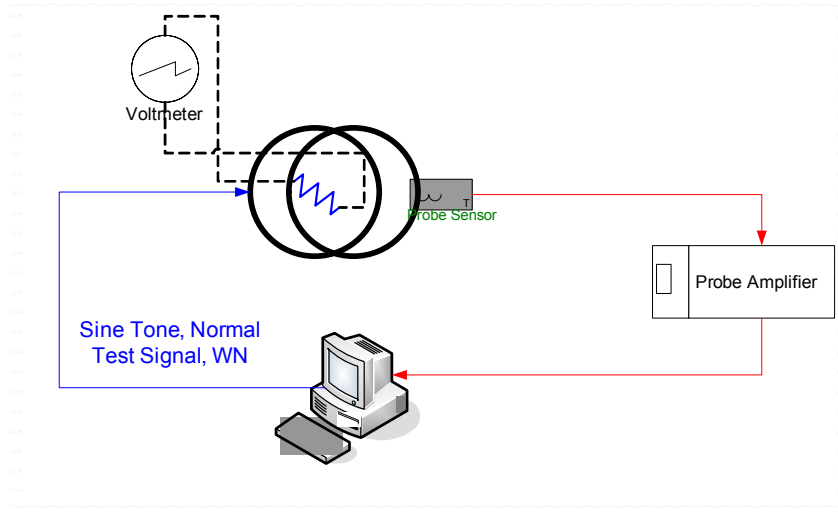 Voltmeter
T
Probe Sensor
Probe Amplifier
Sine Tone, Normal
Test Signal, WN